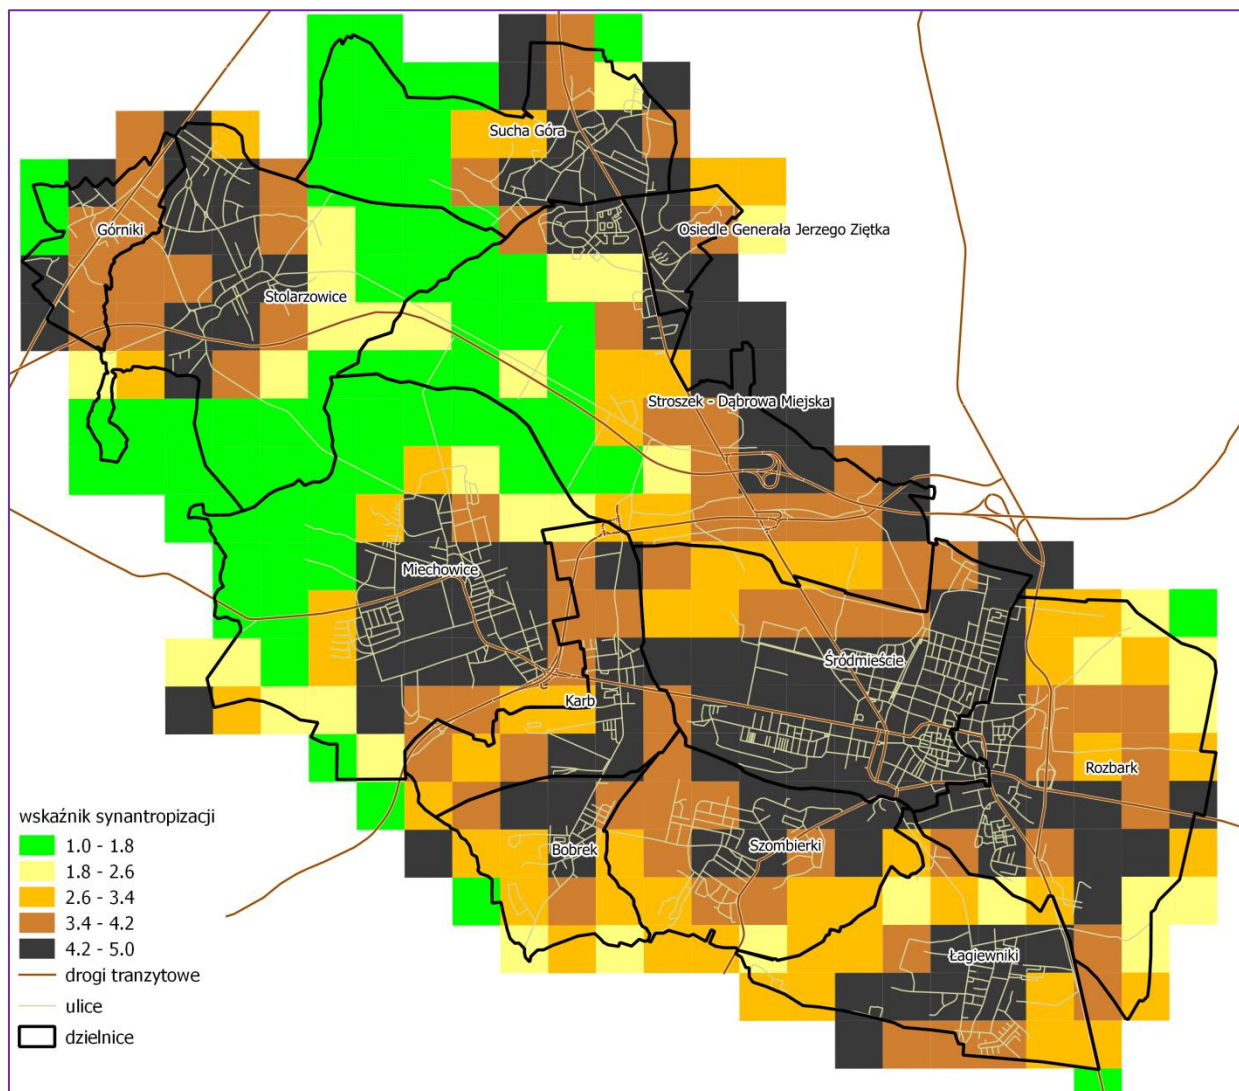 Sucha Góra
Górniki
Osiedle Generała Jerzego Ziętka
Stolarzowice
Stroszek - Dąbrowa Miejska
Miechowice
Śródmieście
Karb
Rozbark
Bobrek
Szombierki
Łagiewniki
wskaźnik synantropizacji
1.0 - 1.8
1.8 - 2.6
2.6 - 3.4
3.4 - 4.2
4.2 - 5.0
drogi tranzytowe
ulice
dzielnice